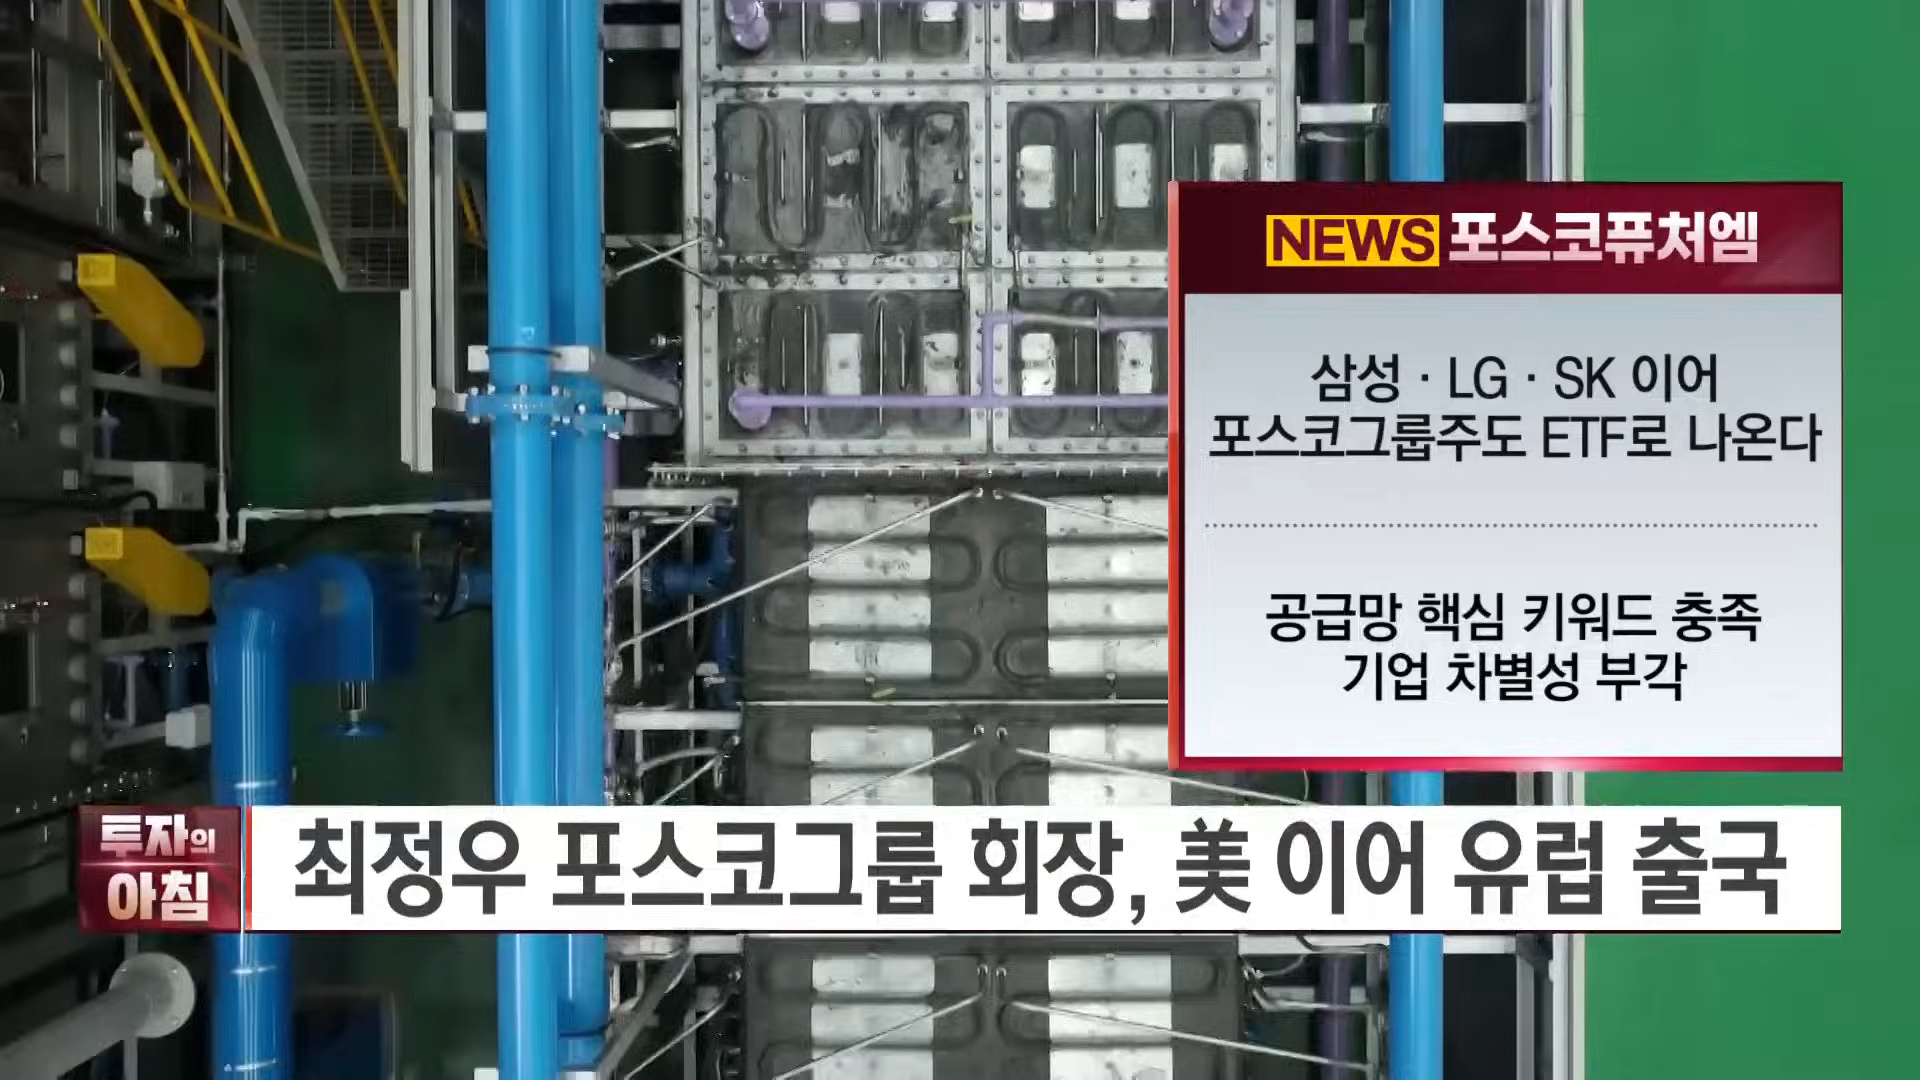 NEWS 포스코퓨처엠
삼성·LG·SK 이어
포스코그룹주도 ETF로 나온다
공급망 핵심 키워드 충족
기업 차별성 부각
투자의
아침
최정우 포스코그룹 회장, 美 이어 유럽 출국